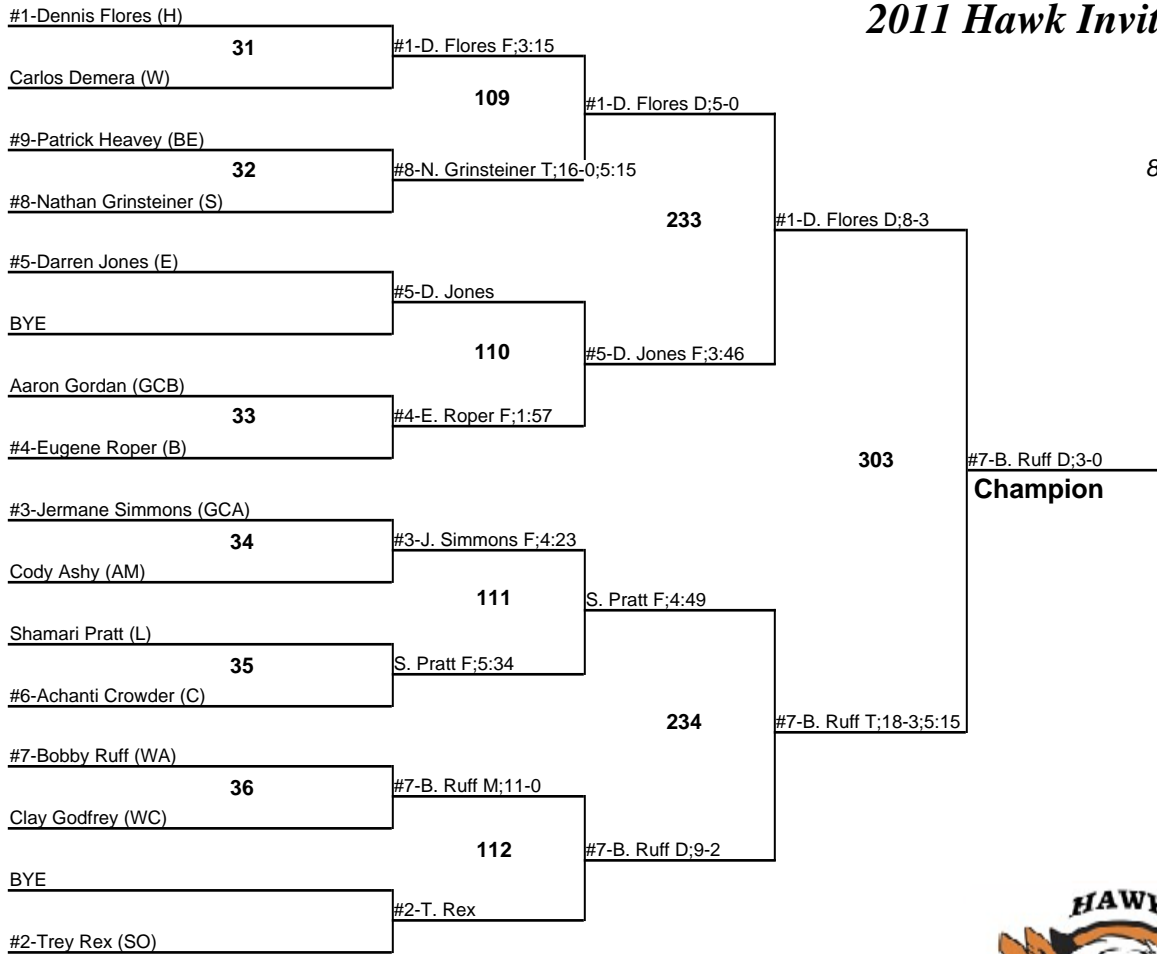 2011 Hawk Invit
8
#1-Dennis Flores (H)
31
Carlos Demera (W)
#9-Patrick Heavey (BE)
32
#8-Nathan Grinsteiner (S)
#5-Darren Jones (E)
BYE
Aaron Gordan (GCB)
33
#4-Eugene Roper (B)
#3-Jermane Simmons (GCA)
34
Cody Ashy (AM)
Shamari Pratt (L)
35
#6-Achanti Crowder (C)
#7-Bobby Ruff (WA)
36
Clay Godfrey (WC)
BYE
#2-Trey Rex (SO)
#1-D. Flores F;3:15
109
#8-N. Grinsteiner T;16-0;5:15
#5-D. Jones
110
#4-E. Roper F;1:57
#3-J. Simmons F;4:23
111
S. Pratt F;5:34
#7-B. Ruff M;11-0
112
#2-T. Rex
#1-D. Flores D;5-0
233
#5-D. Jones F;3:46
S. Pratt F;4:49
234
#7-B. Ruff D;9-2
#1-D. Flores D;8-3
303
#7-B. Ruff T;18-3;5:15
#7-B. Ruff D;3-0
Champion